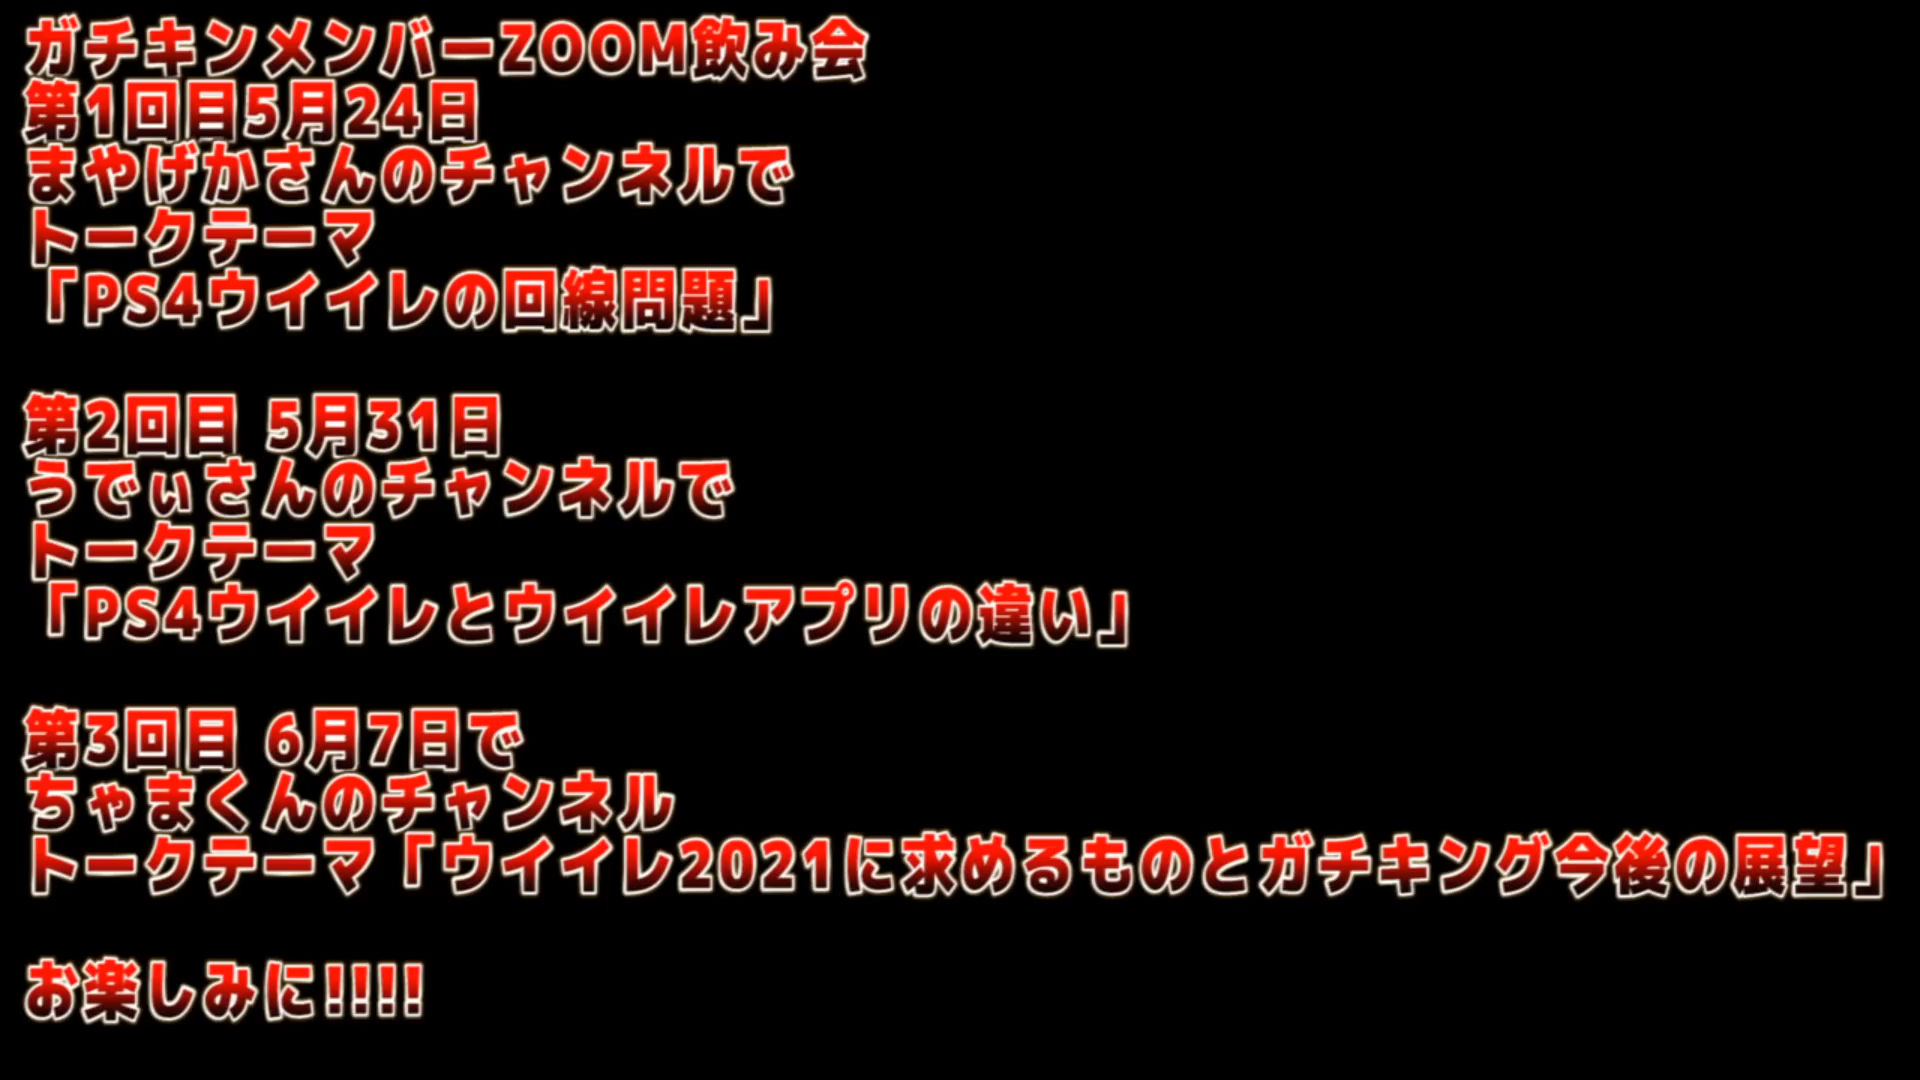 ガチキンメンバーZOOM飲み会
第1回目5月24日
まやげかさんのチャンネルで
トークテーマ
「PS4ウイイレの回線問題」
第2回目 5月31日
うでぃさんのチャンネルで
トークテーマ
「PS4ウイイレとウイイレアプリの違い」
第3回目 6月7日で
ちゃまくんのチャンネル
トークテーマ「ウイイレ2021に求めるものとガチキング今後の展望」
お楽しみに!!!!